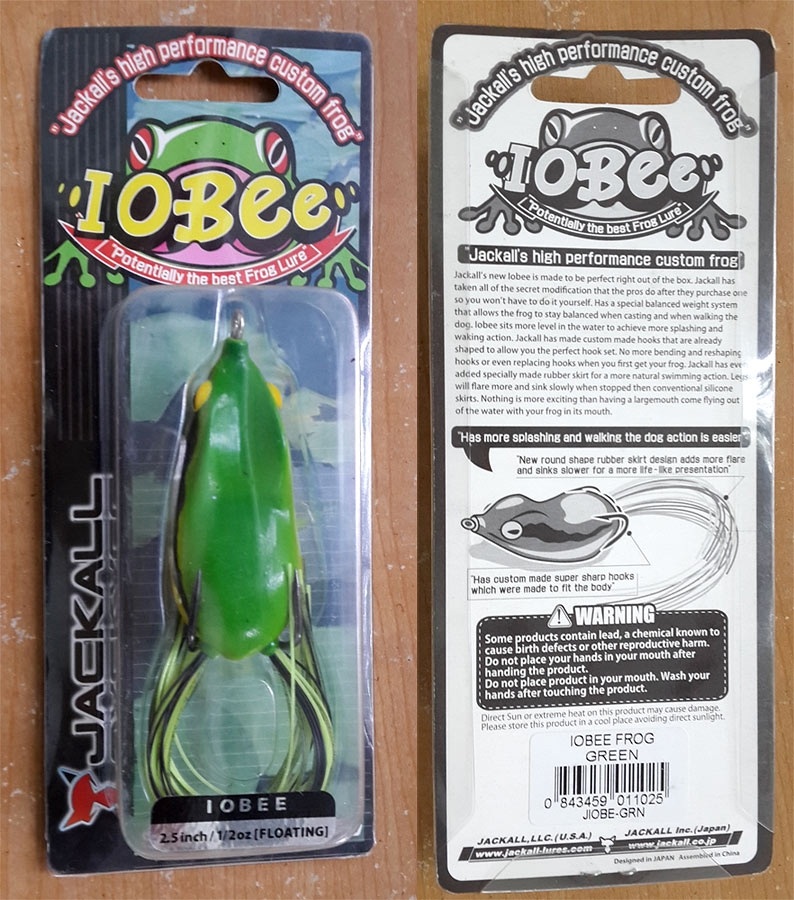 "Jackall's high performance custom frog"
IOBee
"Potentially the best Frog Lure"
JACKALL
IOBEE
2.5 inch / 1/2oz [FLOATING]
"Jackall's high performance custom frog"
IOBee
"Potentially the best Frog Lure"
"Jackall's high performance custom frog"
Jackall's new Iobee is made to be perfect right out of the box. Jackall has
taken all of the secret modification that the pros do after they purchase one
so you won't have to do it yourself. Has a special balanced weight system
that allows the frog to stay balanced when casting and when walking the
dog. Iobee sits more level in the water to achieve more splashing and
waking action. Jackall has made custom made hooks that are already
shaped to allow you the perfect hook set. No more bending and reshaping
hooks or even replacing hooks when you first get your frog. Jackall has even
added specially made rubber skirt for a more natural swimming action. Legs
will flare more and sink slowly when stopped then conventional silicone
skirts. Nothing is more exciting than having a largemouth come flying out
of the water with your frog in its mouth.
"Has more splashing and walking the dog action is easier"
"New round shape rubber skirt design adds more flare
and sinks slower for a more life-like presentation"
"Has custom made super sharp hooks
which were made to fit the body"
WARNING
Some products contain lead, a chemical known to
cause birth defects or other reproductive harm.
Do not place your hands in your mouth after
handing the product.
Do not place product in your mouth. Wash your
hands after touching the product.
Direct Sun or extreme heat on this product may cause damage.
Please store this product in a cool place avoiding direct sunlight.
IOBEE FROG
GREEN
0 843459 011025
JIOBE-GRN
JACKALL, LLC. (U.S.A.) JACKALL Inc. (Japan)
www.jackall-lures.com www.jackall.co.jp
Designed in JAPAN Assembled in China